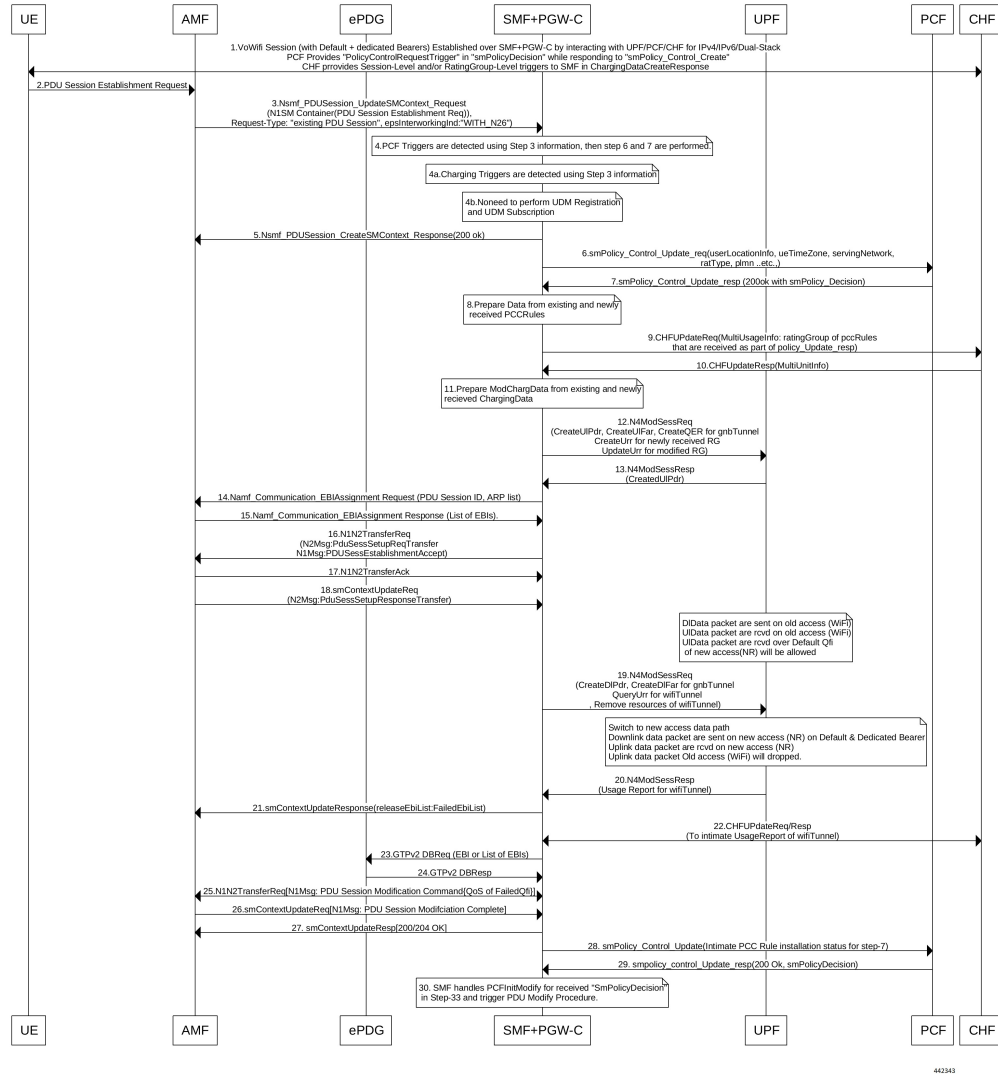 UE
AMF
ePDG
SMF+PGW-C
UPF
PCF
CHF
1.VoWifi Session (with Default + dedicated Bearers) Established over SMF+PGW-C by interacting with UPF/PCF/CHF for IPv4/IPv6/Dual-Stack
PCF Provides "PolicyControlRequestTrigger" in "smPolicyDecision" while responding to "smPolicy_Control_Create"
CHF provides Session-Level and/or RatingGroup-Level triggers to SMF in ChargingDataCreateResponse
2.PDU Session Establishment Request
3.Nsmf_PDUSession_UpdateSMContext_Request
(N1SM Container(PDU Session Establishment Req)),
Request-Type: "existing PDU Session", epsInterworkingInd:"WITH_N26")
4.PCF Triggers are detected using Step 3 information, then step 6 and 7 are performed.
4a.Charging Triggers are detected using Step 3 information
4b.Noneed to perform UDM Registration
and UDM Subscription
5.Nsmf_PDUSession_CreateSMContext_Response(200 ok)
6.smPolicy_Control_Update_req(userLocationInfo, ueTimeZone, servingNetwork,
ratType, plmn ..etc.,)
7.smPolicy_Control_Update_resp (200ok with smPolicy_Decision)
8.Prepare Data from existing and newly
received PCCRules
9.CHFUPdateReq(MultiUsageInfo: ratingGroup of pccRules
that are received as part of policy_Update_resp)
10.CHFUpdateResp(MultiUnitInfo)
11.Prepare ModChargData from existing and newly
recieved ChargingData
12.N4ModSessReq
(CreateUlPdr, CreateUlFar, CreateQER for gnbTunnel
CreateUrr for newly received RG
UpdateUrr for modified RG)
13.N4ModSessResp
(CreatedUlPdr)
14.Namf_Communication_EBIAssignment Request (PDU Session ID, ARP list)
15.Namf_Communication_EBIAssignment Response (List of EBIs).
16.N1N2TransferReq
(N2Msg:PduSessSetupReqTransfer
N1Msg:PDUSessEstablishmentAccept)
17.N1N2TransferAck
18.smContextUpdateReq
(N2Msg:PduSessSetupResponseTransfer)
DlData packet are sent on old access (WiFi)
UlData packet are rcvd on old access (WiFi)
UlData packet are rcvd over Default Qfi
of new access(NR) will be allowed
19.N4ModSessReq
(CreateDlPdr, CreateDlFar for gnbTunnel
QueryUrr for wifiTunnel
, Remove resources of wifiTunnel)
Switch to new access data path
Downlink data packet are sent on new access (NR) on Default & Dedicated Bearer
Uplink data packet are rcvd on new access (NR)
Uplink data packet Old access (WiFi) will dropped.
20.N4ModSessResp
(Usage Report for wifiTunnel)
21.smContextUpdateResponse(releaseEbiList:FailedEbiList)
22.CHFUPdateReq/Resp
(To intimate UsageReport of wifiTunnel)
23.GTPv2 DBReq (EBI or List of EBIs)
24.GTPv2 DBResp
25.N1N2TransferReq[N1Msg: PDU Session Modification Command{QoS of FailedQfi}]
26.smContextUpdateReq[N1Msg: PDU Session Modifciation Complete]
27. smContextUpdateResp[200/204 OK]
28. smPolicy_Control_Update(Intimate PCC Rule installation status for step-7)
29. smpolicy_control_Update_resp(200 Ok, smPolicyDecision)
30. SMF handles PCFInitModify for received "SmPolicyDecision"
in Step-33 and trigger PDU Modify Procedure.
UE
AMF
ePDG
SMF+PGW-C
UPF
PCF
CHF
442343